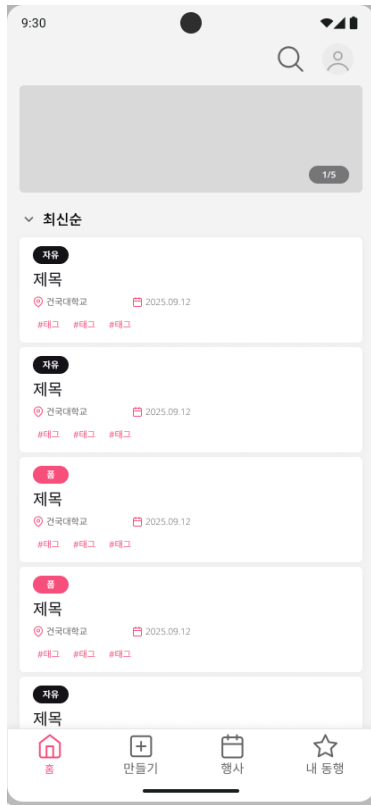 9:30
1/5
최신순
자유
제목
건국대학교 2025.09.12
#태그 #태그 #태그
자유
제목
건국대학교 2025.09.12
#태그 #태그 #태그
폼
제목
건국대학교 2025.09.12
#태그 #태그 #태그
폼
제목
건국대학교 2025.09.12
#태그 #태그 #태그
자유
제목
홈 만들기 행사 내 동행